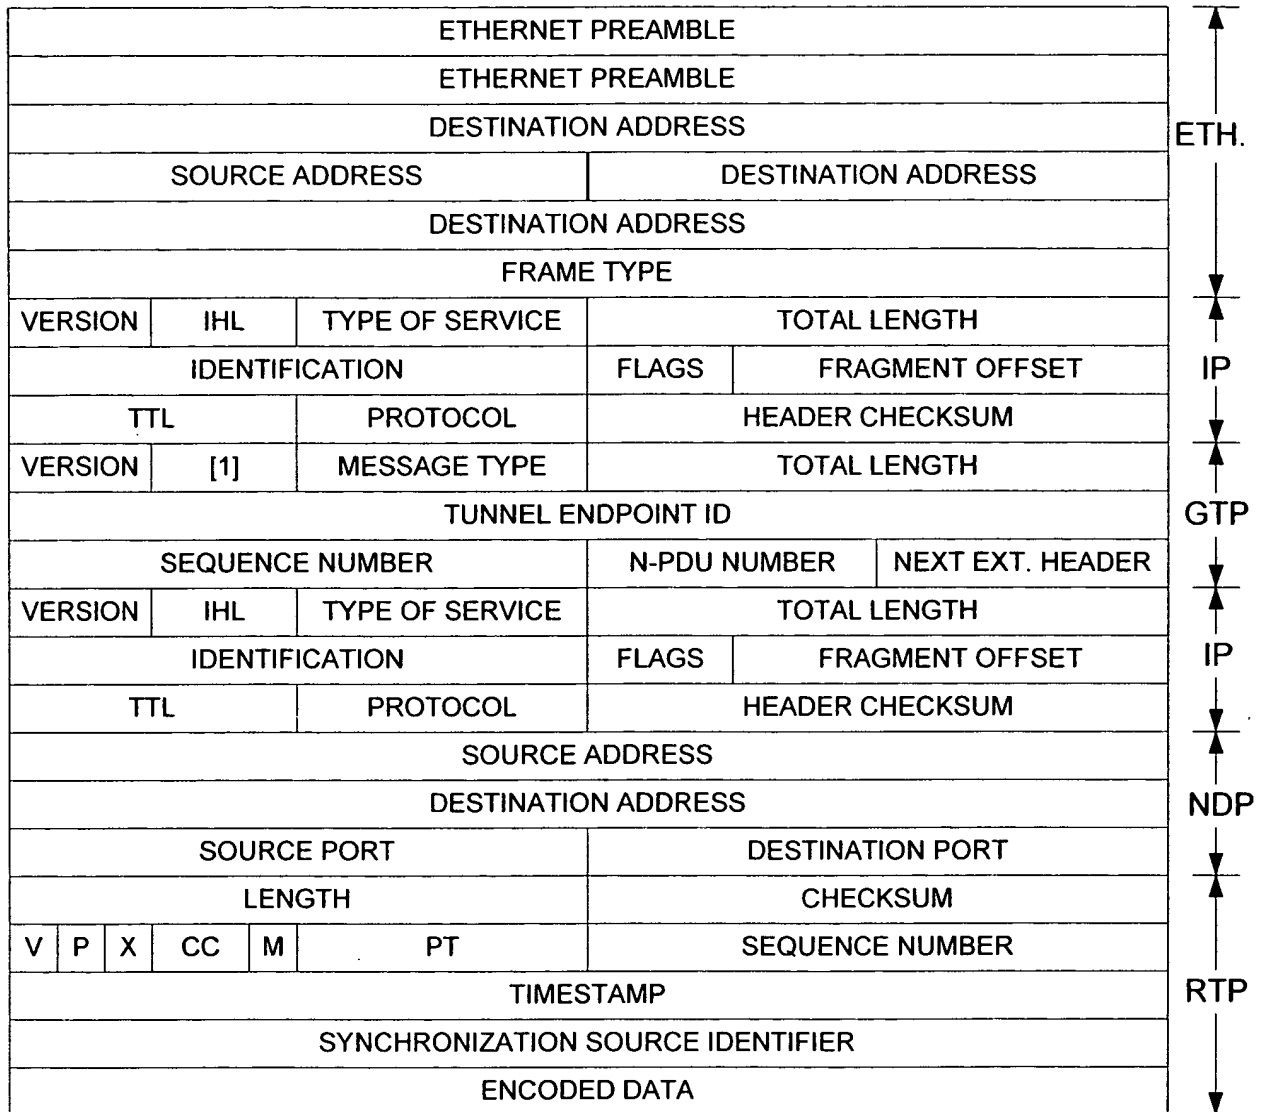 ETHERNET PREAMBLE
ETHERNET PREAMBLE
DESTINATION ADDRESS
ETH.
SOURCE ADDRESS DESTINATION ADDRESS
DESTINATION ADDRESS
FRAME TYPE
VERSION IHL TYPE OF SERVICE TOTAL LENGTH
IDENTIFICATION FLAGS FRAGMENT OFFSET IP
TTL PROTOCOL HEADER CHECKSUM
VERSION [1] MESSAGE TYPE TOTAL LENGTH
TUNNEL ENDPOINT ID GTP
SEQUENCE NUMBER N-PDU NUMBER NEXT EXT. HEADER
VERSION IHL TYPE OF SERVICE TOTAL LENGTH
IDENTIFICATION FLAGS FRAGMENT OFFSET IP
TTL PROTOCOL HEADER CHECKSUM
SOURCE ADDRESS
DESTINATION ADDRESS NDP
SOURCE PORT DESTINATION PORT
LENGTH CHECKSUM
V P X CC M PT SEQUENCE NUMBER
TIMESTAMP RTP
SYNCHRONIZATION SOURCE IDENTIFIER
ENCODED DATA